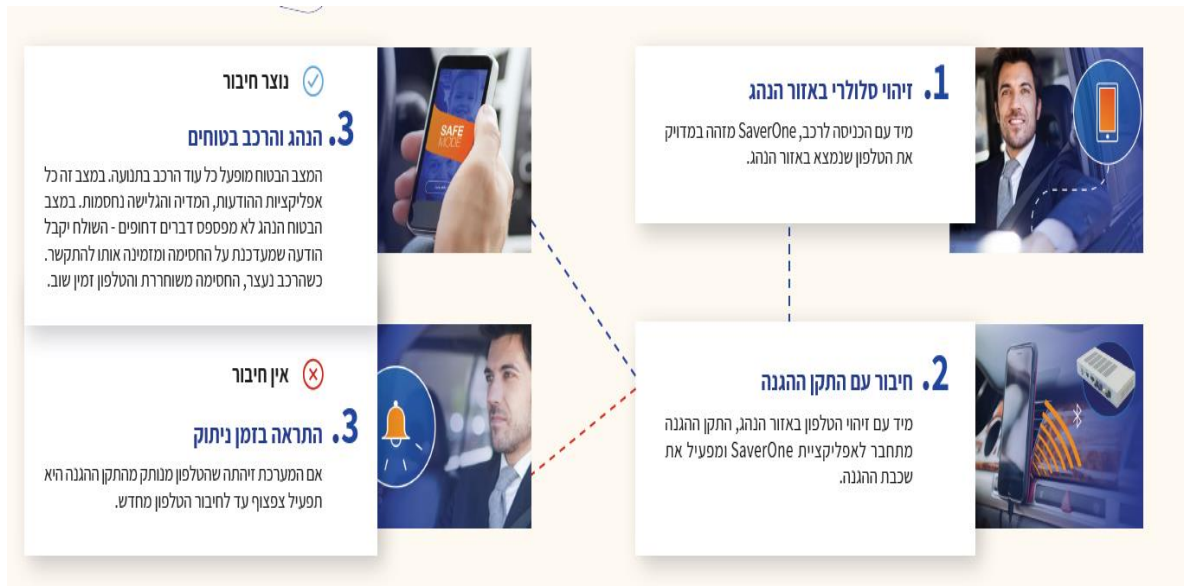 1. זיהוי סלולרי באזור הנהג
מיד עם הכניסה לרכב, SaverOne מזהה במדויק
את הטלפון שנמצא באזור הנהג.
2. חיבור עם התקן ההגנה
מיד עם זיהוי הטלפון באזור הנהג, התקן ההגנה
מתחבר לאפליקציית SaverOne ומפעיל את
שכבת ההגנה.
נוצר חיבור
3. הנהג והרכב בטוחים
המצב הבטוח מופעל כל עוד הרכב בתנועה. במצב זה כל
אפליקציות ההודעות, המדיה והגלישה נחסמות. במצב
הבטוח הנהג לא מפספס דברים דחופים - השולח יקבל
הודעה שמעדכנת על החסימה ומזמינה אותו להתקשר.
כשהרכב נעצר, החסימה משוחררת והטלפון זמין שוב.
SAFE
MODE
אין חיבור
3. התראה בזמן ניתוק
אם המערכת זיהתה שהטלפון מנותק מהתקן ההגנה היא
תפעיל צפצוף עד לחיבור הטלפון מחדש.